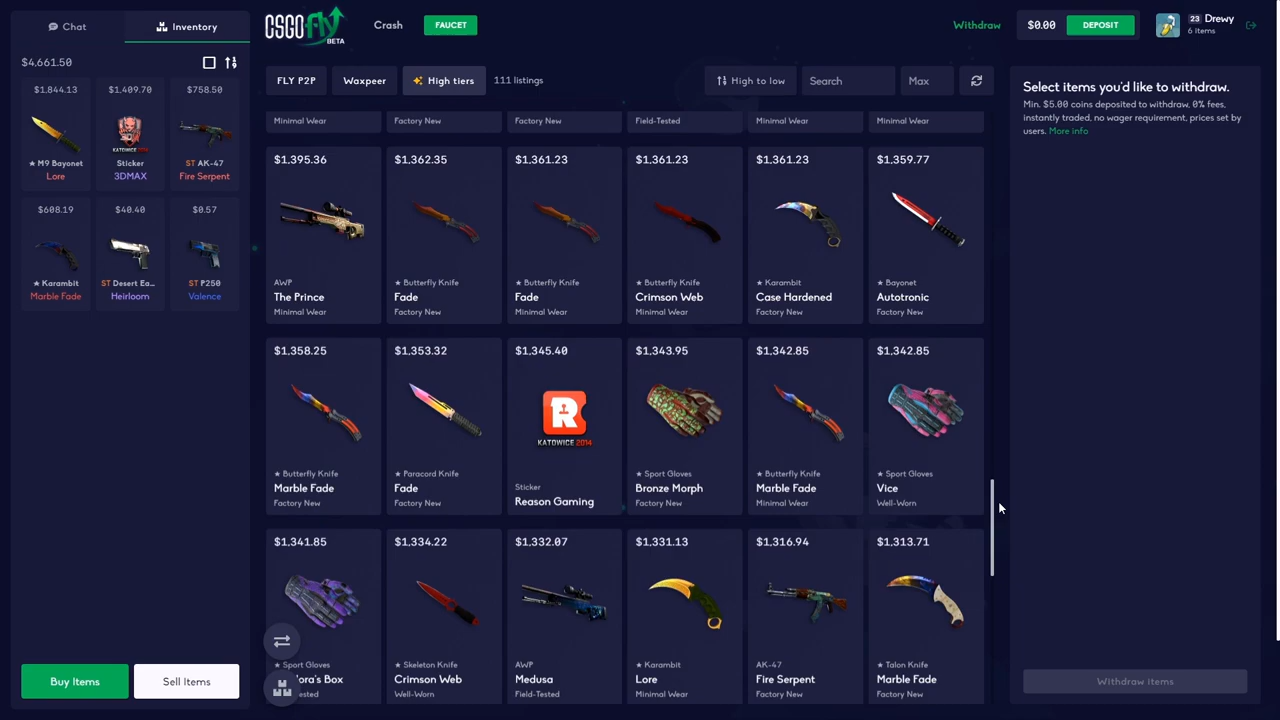 Chat
Inventory
$4,661.50
$1,844.13
$1,409.70
$758.50
KATOWICE 2014
★ M9 Bayonet
Lore
Sticker
3DMAX
ST AK-47
Fire Serpent
$608.19
$40.40
$0.57
★ Karambit
Marble Fade
ST Desert Ea...
Heirloom
ST P250
Valence
Buy Items
Sell Items
CSGOFly
BETA
Crash
FAUCET
Withdraw
$0.00
DEPOSIT
23 Drewy
6 items
FLY P2P
Waxpeer
High tiers
111 listings
High to low
Search
Max
Minimal Wear
Factory New
Factory New
Field-Tested
Minimal Wear
Minimal Wear
$1,395.36
AWP
The Prince
Minimal Wear
$1,362.35
★ Butterfly Knife
Fade
Factory New
$1,361.23
★ Butterfly Knife
Fade
Minimal Wear
$1,361.23
★ Butterfly Knife
Crimson Web
Minimal Wear
$1,361.23
★ Karambit
Case Hardened
Minimal Wear
$1,359.77
★ Bayonet
Autotronic
Factory New
$1,358.25
★ Butterfly Knife
Marble Fade
Factory New
$1,353.32
★ Paracord Knife
Fade
Factory New
$1,345.40
R
KATOWICE 2014
Sticker
Reason Gaming
$1,343.95
★ Sport Gloves
Bronze Morph
Factory New
$1,342.85
★ Butterfly Knife
Marble Fade
Minimal Wear
$1,342.85
★ Sport Gloves
Vice
Well-Worn
$1,341.85
★ Sport Gloves
ora's Box
ested
$1,334.22
★ Skeleton Knife
Crimson Web
Well-Worn
$1,332.07
AWP
Medusa
Field-Tested
$1,331.13
★ Karambit
Lore
Minimal Wear
$1,316.94
AK-47
Fire Serpent
Factory New
$1,313.71
★ Talon Knife
Marble Fade
Factory New
Select items you'd like to withdraw.
Min. $5.00 coins deposited to withdraw, 0% fees,
instantly traded, no wager requirement, prices set by
users. More info
Withdraw items